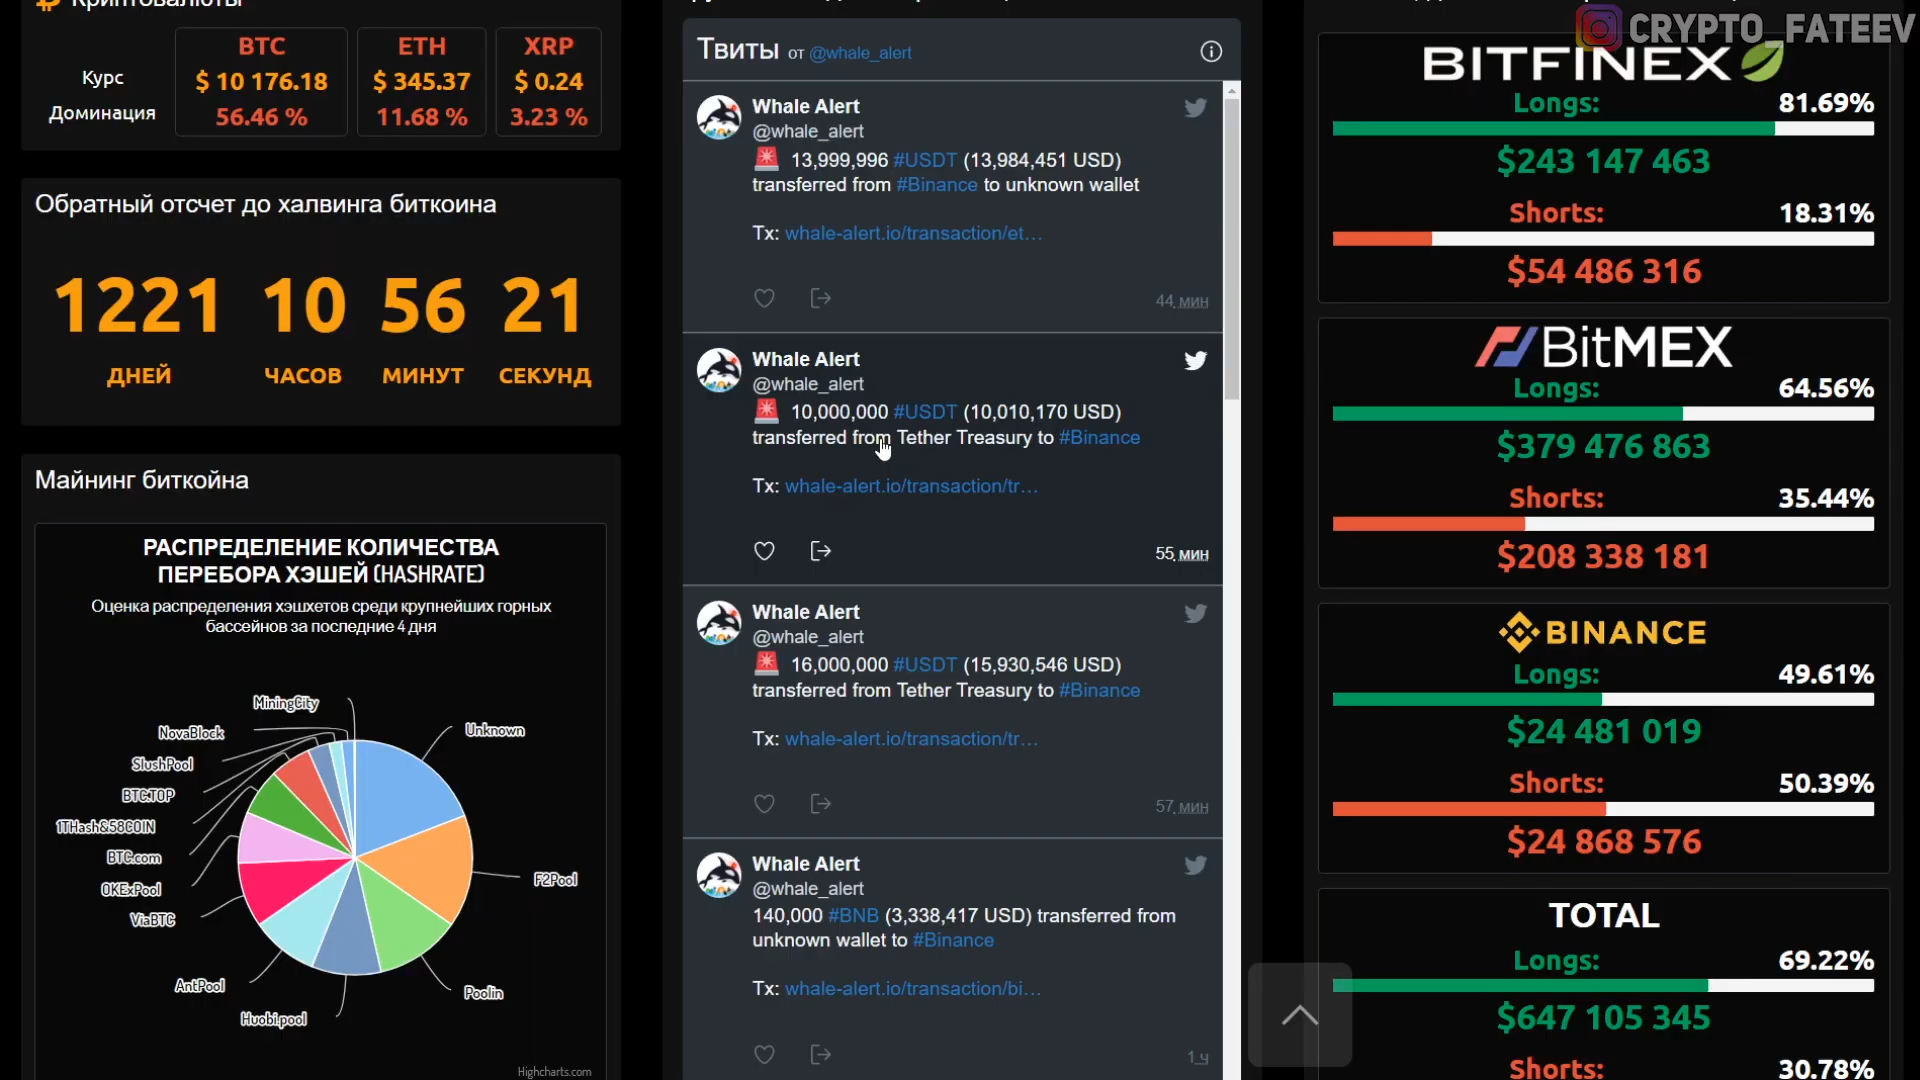 Криптовалюты
BTC
ETH
XRP
Курс
$ 10 176.18
$ 345.37
$ 0.24
Доминация
56.46 %
11.68 %
3.23 %
Обратный отсчет до халвинга биткоина
1221
10
56
21
ДНЕЙ
ЧАСОВ
МИНУТ
СЕКУНД
Майнинг биткойна
РАСПРЕДЕЛЕНИЕ КОЛИЧЕСТВА
ПЕРЕБОРА ХЭШЕЙ (HASHRATE)
Оценка распределения хэшхетов среди крупнейших горных
бассейнов за последние 4 дня
MiningCity
Unknown
NovaBlock
SlushPool
BTC.TOP
1THash&58COIN
BTC.com
OKExPool
F2Pool
ViaBTC
AntPool
Poolin
Huobi.pool
Highcharts.com
Твиты от @whale_alert
Whale Alert
@whale_alert
13,999,996 #USDT (13,984,451 USD)
transferred from #Binance to unknown wallet
Tx: whale-alert.io/transaction/et…
44 мин
Whale Alert
@whale_alert
10,000,000 #USDT (10,010,170 USD)
transferred from Tether Treasury to #Binance
Tx: whale-alert.io/transaction/tr…
55 мин
Whale Alert
@whale_alert
16,000,000 #USDT (15,930,546 USD)
transferred from Tether Treasury to #Binance
Tx: whale-alert.io/transaction/tr…
57 мин
Whale Alert
@whale_alert
140,000 #BNB (3,338,417 USD) transferred from
unknown wallet to #Binance
Tx: whale-alert.io/transaction/bi…
1 ч
CRYPTO_FATEEV
BITFINEX
Longs:
81.69%
$243 147 463
Shorts:
18.31%
$54 486 316
BitMEX
Longs:
64.56%
$379 476 863
Shorts:
35.44%
$208 338 181
BINANCE
Longs:
49.61%
$24 481 019
Shorts:
50.39%
$24 868 576
TOTAL
Longs:
69.22%
$647 105 345
Shorts:
30.78%